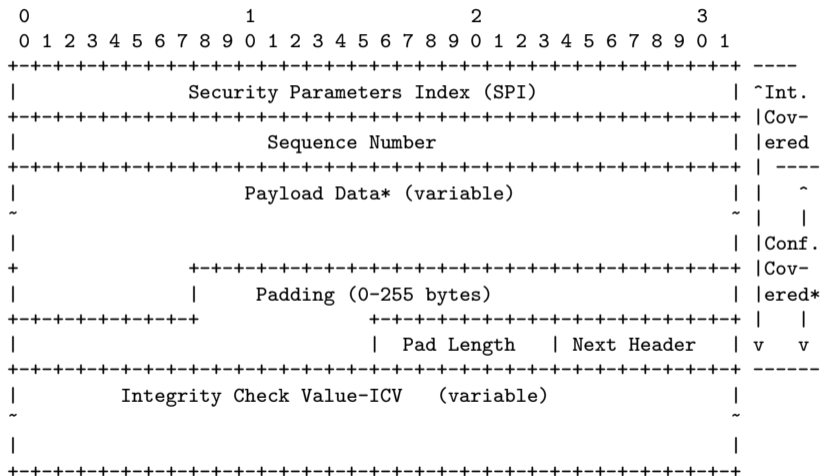 0                   1                   2                   3
 0 1 2 3 4 5 6 7 8 9 0 1 2 3 4 5 6 7 8 9 0 1 2 3 4 5 6 7 8 9 0 1
+-+-+-+-+-+-+-+-+-+-+-+-+-+-+-+-+-+-+-+-+-+-+-+-+-+-+-+-+-+-+-+-+ ----
|               Security Parameters Index (SPI)                 | ^Int.
+-+-+-+-+-+-+-+-+-+-+-+-+-+-+-+-+-+-+-+-+-+-+-+-+-+-+-+-+-+-+-+-+ |Cov-
|                      Sequence Number                          | |ered
+-+-+-+-+-+-+-+-+-+-+-+-+-+-+-+-+-+-+-+-+-+-+-+-+-+-+-+-+-+-+-+-+ | ----
|                    Payload Data* (variable)                   | |   ^
~                                                               ~ |   |
|                                                               | |Conf.
+               +-+-+-+-+-+-+-+-+-+-+-+-+-+-+-+-+-+-+-+-+-+-+-+-+ |Cov-
|               |     Padding (0-255 bytes)                     | |ered*
+-+-+-+-+-+-+-+-+               +-+-+-+-+-+-+-+-+-+-+-+-+-+-+-+-+ |   |
|                               |  Pad Length   | Next Header   | v   v
+-+-+-+-+-+-+-+-+-+-+-+-+-+-+-+-+-+-+-+-+-+-+-+-+-+-+-+-+-+-+-+-+ ------
|         Integrity Check Value-ICV   (variable)                |
~                                                               ~
|                                                               |
+-+-+-+-+-+-+-+-+-+-+-+-+-+-+-+-+-+-+-+-+-+-+-+-+-+-+-+-+-+-+-+-+